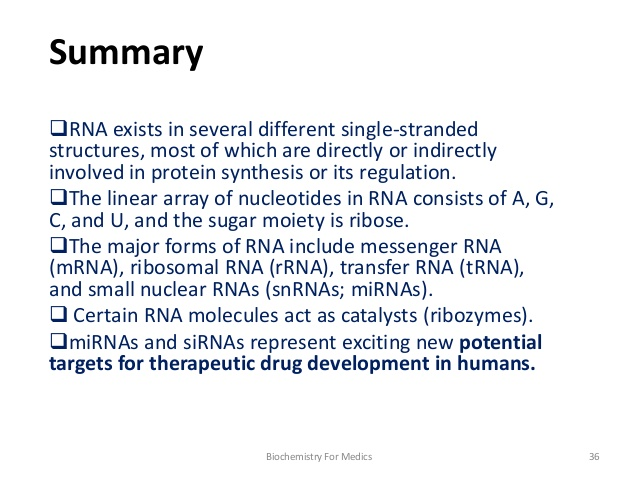 Summary
❑RNA exists in several different single-stranded
structures, most of which are directly or indirectly
involved in protein synthesis or its regulation.
❑The linear array of nucleotides in RNA consists of A, G,
C, and U, and the sugar moiety is ribose.
❑The major forms of RNA include messenger RNA
(mRNA), ribosomal RNA (rRNA), transfer RNA (tRNA),
and small nuclear RNAs (snRNAs; miRNAs).
❑ Certain RNA molecules act as catalysts (ribozymes).
❑miRNAs and siRNAs represent exciting new potential
targets for therapeutic drug development in humans.
Biochemistry For Medics
36